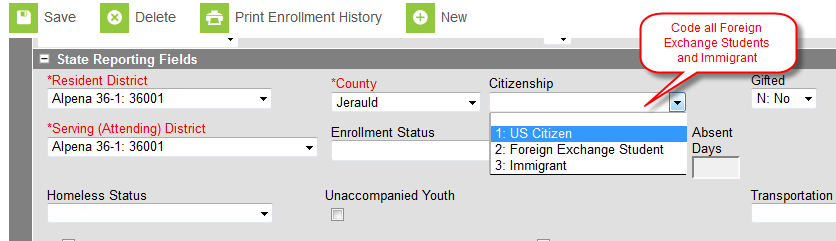 Save Delete Print Enrollment History New
Code all Foreign
Exchange Students
and Immigrant
State Reporting Fields
*Resident District *County Citizenship Gifted
Alpena 36-1: 36001 Jerauld N: No
*Serving (Attending) District Enrollment Status 1: US Citizen Absent
Alpena 36-1: 36001 2: Foreign Exchange Student Days
3: Immigrant
Homeless Status Unaccompanied Youth Transportation